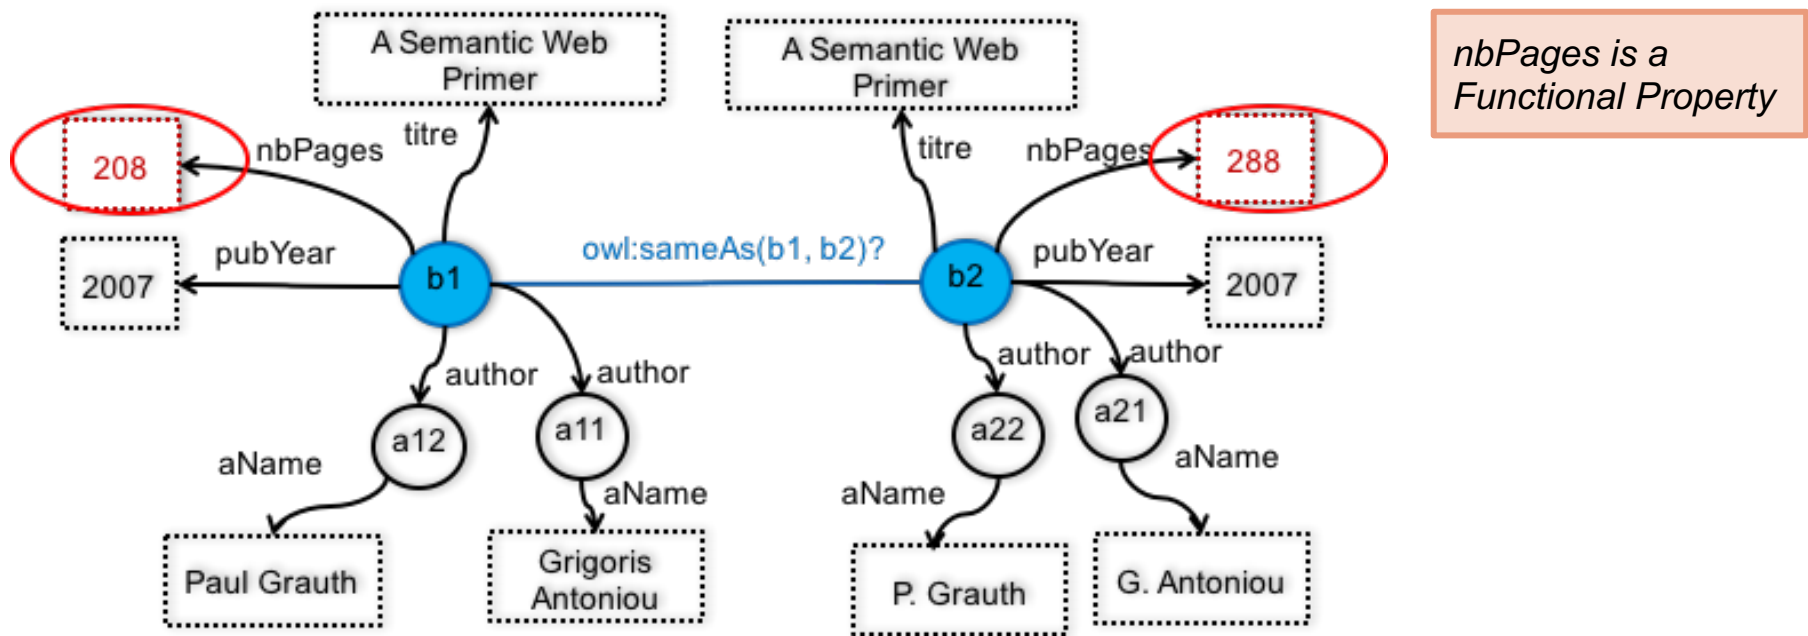 A Semantic Web
Primer
A Semantic Web
Primer
nbPages is a
Functional Property
208
nbPages
titre
titre
nbPages
288
2007
pubYear
b1
owl:sameAs(b1, b2)?
b2
pubYear
2007
author
author
author
author
a12
a11
a22
a21
aName
aName
aName
aName
Paul Grauth
Grigoris
Antoniou
P. Grauth
G. Antoniou